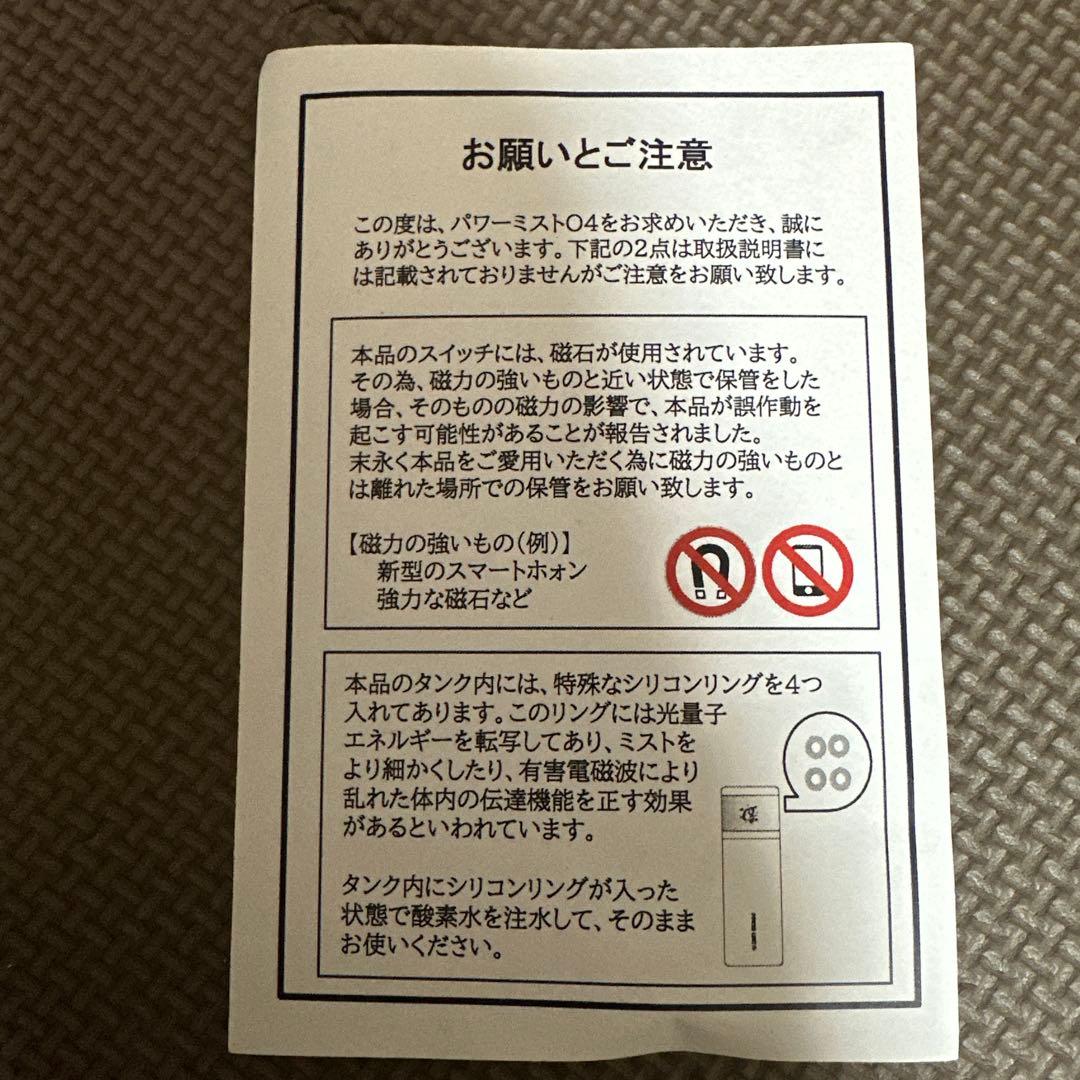 お願いとご注意
この度は、パワーミストO4をお求めいただき、誠に
ありがとうございます。下記の2点は取扱説明書に
は記載されておりませんがご注意をお願い致します。
本品のスイッチには、磁石が使用されています。
その為、磁力の強いものと近い状態で保管をした
場合、そのものの磁力の影響で、本品が誤作動を
起こす可能性があることが報告されました。
末永く本品をご愛用いただく為に磁力の強いものと
は離れた場所での保管をお願い致します。
【磁力の強いもの(例)】
新型のスマートホォン
強力な磁石など
本品のタンク内には、特殊なシリコンリングを4つ
入れてあります。このリングには光量子
エネルギーを転写してあり、ミストを
より細かくしたり、有害電磁波により
乱れた体内の伝達機能を正す効果
があるといわれています。
タンク内にシリコンリングが入った
状態で酸素水を注水して、そのまま
お使いください。